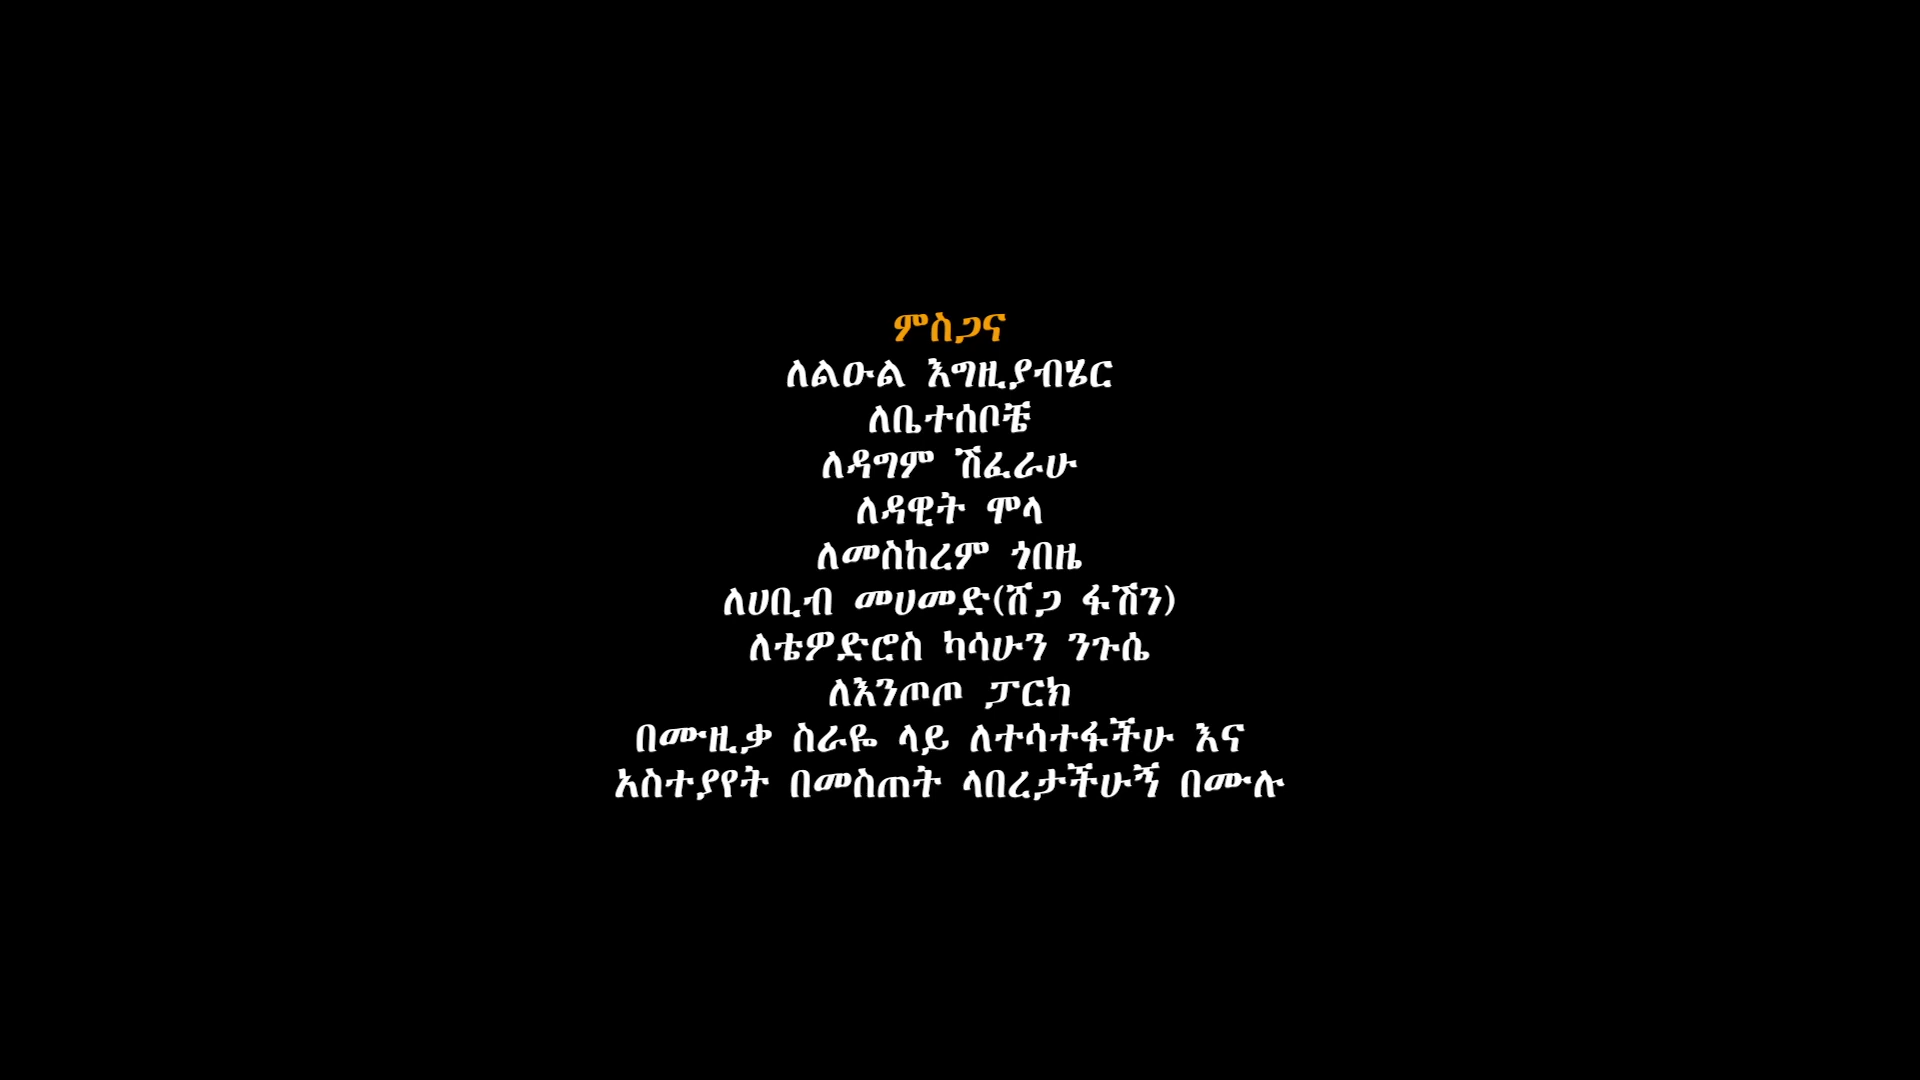 ምስጋና
ለልዑል እግዚያብሄር
ለቤተሰቦቼ
ለዳግም ሽፈራሁ
ለዳዊት ሞላ
ለመስከረም ጎበዜ
ለሀቢብ መሀመድ(ሸጋ ፋሽን)
ለቴዎድሮስ ካሳሁን ንጉሴ
ለእንጦጦ ፓርክ
በሙዚቃ ስራዬ ላይ ለተሳተፋችሁ እና
አስተያየት በመስጠት ላበረታችሁኝ በሙሉ